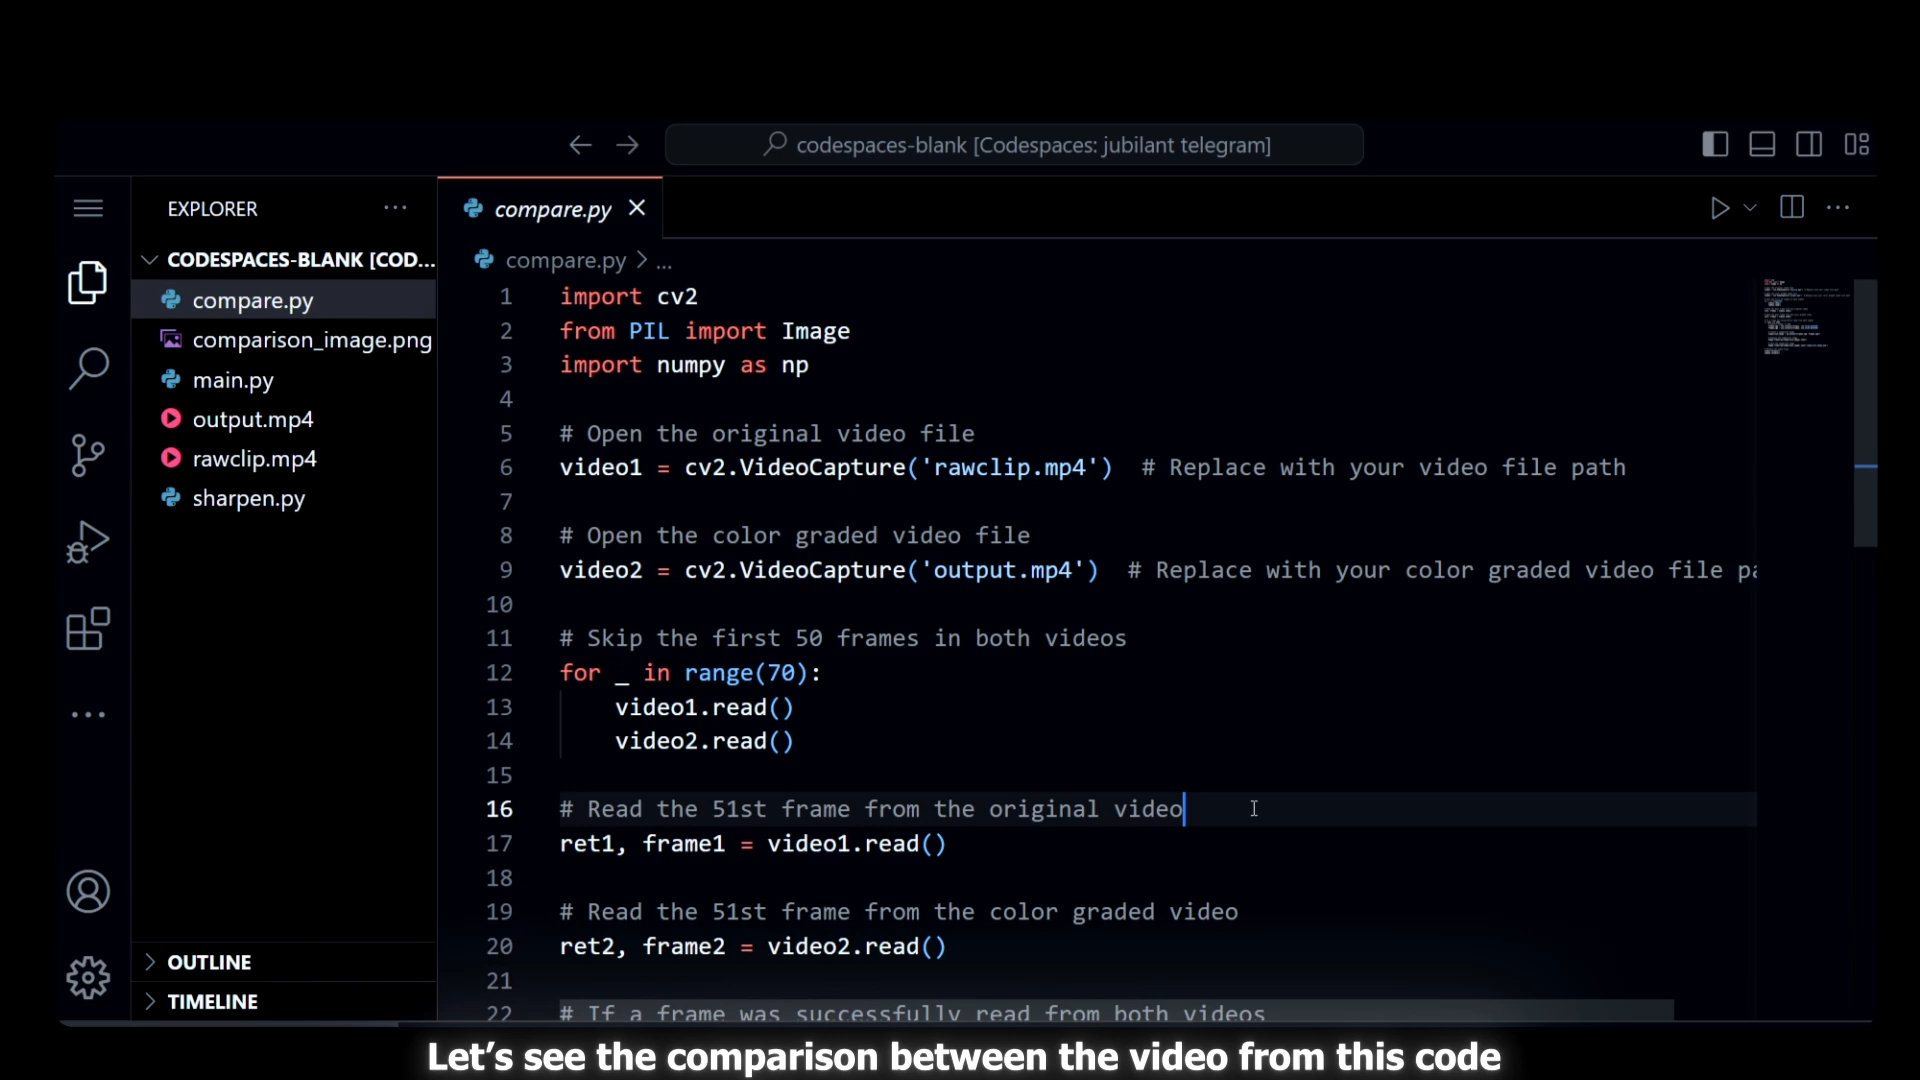 codespaces-blank [Codespaces: jubilant telegram]
EXPLORER
CODESPACES-BLANK [COD...
compare.py
comparison_image.png
main.py
output.mp4
rawclip.mp4
sharpen.py
OUTLINE
TIMELINE
compare.py
compare.py > ...
1 import cv2
2 from PIL import Image
3 import numpy as np
4
5 # Open the original video file
6 video1 = cv2.VideoCapture('rawclip.mp4')  # Replace with your video file path
7
8 # Open the color graded video file
9 video2 = cv2.VideoCapture('output.mp4')  # Replace with your color graded video file pa
10
11 # Skip the first 50 frames in both videos
12 for _ in range(70):
13     video1.read()
14     video2.read()
15
16 # Read the 51st frame from the original video
17 ret1, frame1 = video1.read()
18
19 # Read the 51st frame from the color graded video
20 ret2, frame2 = video2.read()
21
22 # If a frame was successfully read from both videos
Let's see the comparison between the video from this code